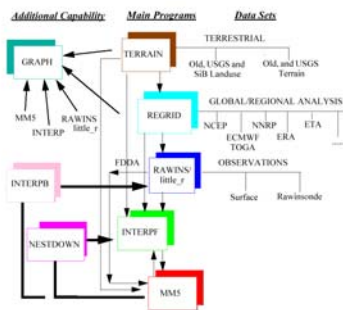 Additional Capability Main Programs Data Sets
TERRAIN
TERRESTRIAL
Old, USGS and SiB Landuse
Old, and USGS Terrain
GRAPH
REGRID
GLOBAL/REGIONAL ANALYSIS
NCEP NNRP ETA
ECMWF TOGA ERA
......
MM5
INTERP
RAWINS little_r
FDDA
RAWINS/ little_r
OBSERVATIONS
Surface Rawinsonde
INTERPB
NESTDOWN
INTERPF
MM5